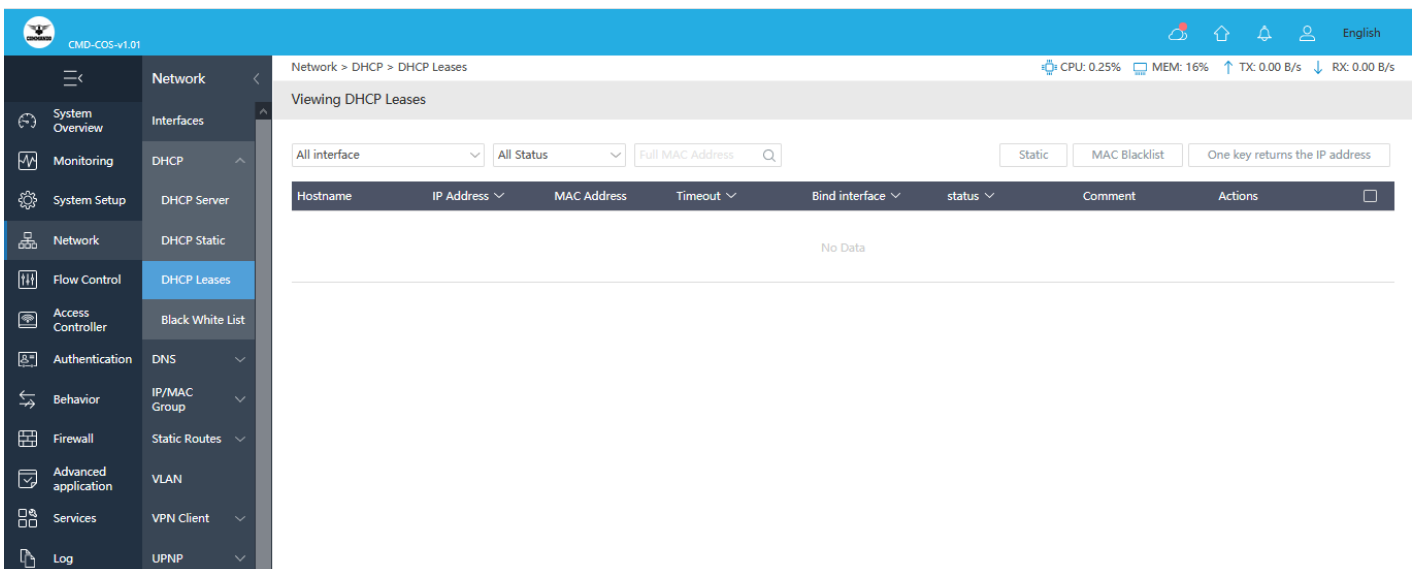 COMMANDO
CMD-COS-v1.01
English
Network
Network > DHCP > DHCP Leases
CPU: 0.25% MEM: 16% TX: 0.00 B/s RX: 0.00 B/s
Viewing DHCP Leases
System
Overview
Monitoring
System Setup
Network
Flow Control
Access
Controller
Authentication
Behavior
Firewall
Advanced
application
Services
Log
Interfaces
DHCP
DHCP Server
DHCP Static
DHCP Leases
Black White List
DNS
IP/MAC
Group
Static Routes
VLAN
VPN Client
UPNP
All interface All Status Full MAC Address Static MAC Blacklist One key returns the IP address
Hostname IP Address MAC Address Timeout Bind interface status Comment Actions
No Data